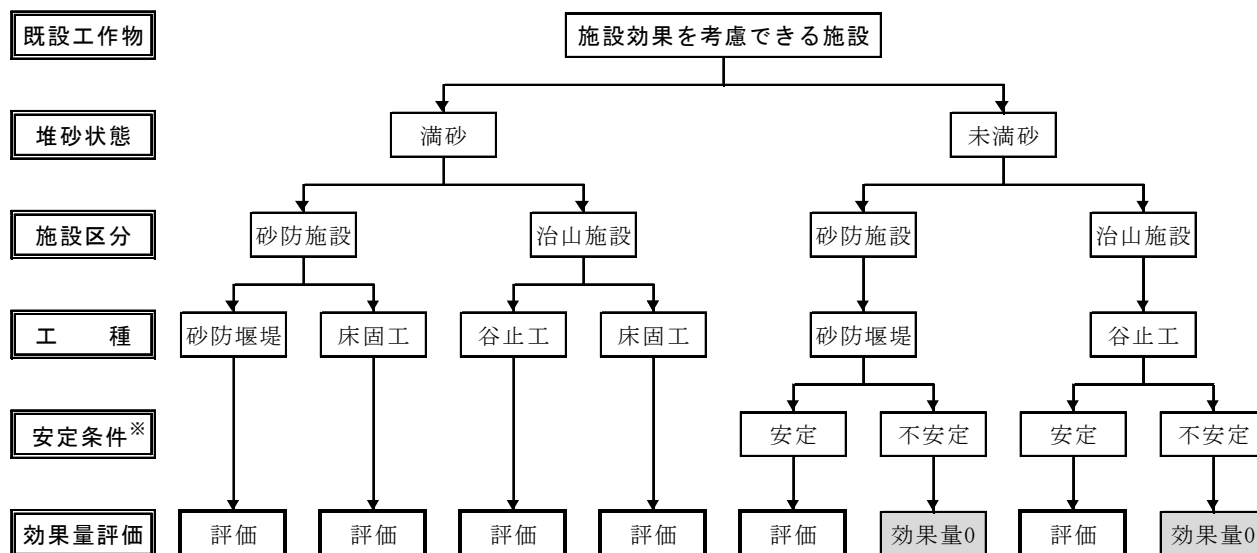 既設工作物 施設効果を考慮できる施設
堆砂状態 満砂 未満砂
施設区分 砂防施設 治山施設 砂防施設 治山施設
工　　種 砂防堰堤 床固工 谷止工 床固工 砂防堰堤 谷止工
安定条件※ 安定 不安定 安定 不安定
効果量評価 評価 評価 評価 評価 評価 効果量0 評価 効果量0